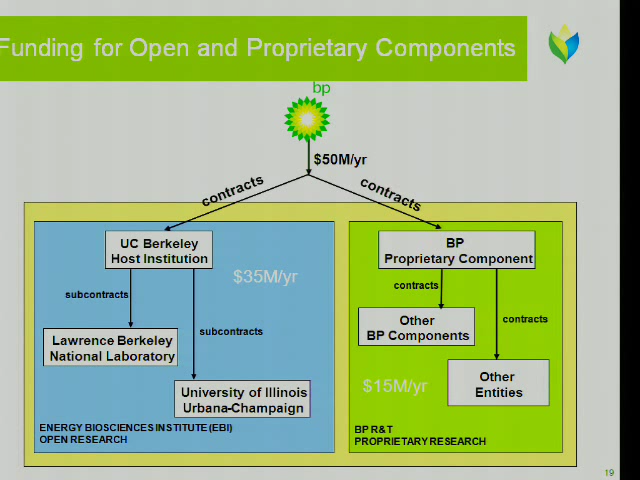 Funding for Open and Proprietary Components
bp
$50M/yr
contracts
contracts
UC Berkeley
Host Institution
BP
Proprietary Component
$35M/yr
subcontracts
contracts
subcontracts
contracts
Lawrence Berkeley
National Laboratory
Other
BP Components
University of Illinois
Urbana-Champaign
$15M/yr
Other
Entities
ENERGY BIOSCIENCES INSTITUTE (EBI)
OPEN RESEARCH
BP R&T
PROPRIETARY RESEARCH
19